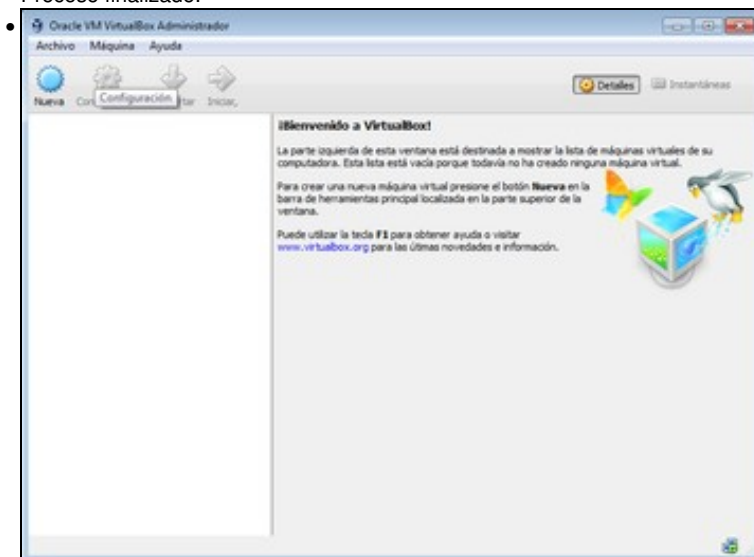 Proceso finalizado.
Oracle VM VirtualBox Administrador
Archivo Máquina Ayuda
Nueva Con Configuración tar Iniciar,
Detalles Instantáneas
¡Bienvenido a VirtualBox!
La parte izquierda de esta ventana está destinada a mostrar la lista de máquinas virtuales de su
computadora. Esta lista está vacía porque todavía no ha creado ninguna máquina virtual.
Para crear una nueva máquina virtual presione el botón Nueva en la
barra de herramientas principal localizada en la parte superior de la
ventana.
Puede utilizar la tecla F1 para obtener ayuda o visitar
www.virtualbox.org para las útimas novedades e información.